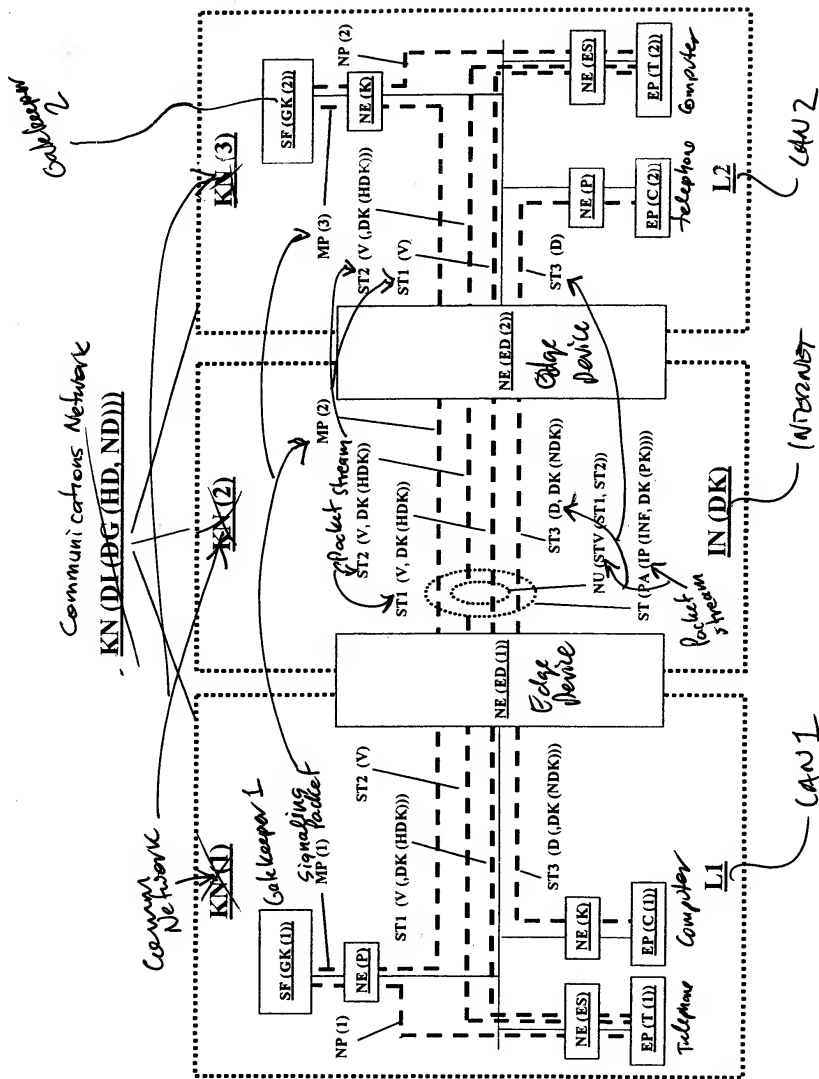 Communications Network
KN (DI (DG (HD, ND)))
Gatekeeper
2
Comm
Network
KN (1)
KN (2)
KN (3)
SF (GK (1))
Gatekeeper 1
Signaling
Packet
MP (1)
NP (1)
NE (P)
ST2 (V)
ST1 (V (,DK (HDK)))
ST3 (D (,DK (NDK)))
NE (ES)
NE (K)
EP (T (1))
EP (C (1))
Telephone
Computer
L1
LAN 1
NE (ED (1))
Edge
Device
MP (2)
Packet stream
ST2 (V, DK (HDK))
ST1 (V, DK (HDK))
ST3 (D, DK (NDK))
NU (STV (ST1, ST2))
ST (PA (IP (INF, DK (PK))))
Packet
stream
IN (DK)
INTERNET
NE (ED (2))
Edge
Device
SF (GK (2))
NE (K)
NP (2)
MP (3)
ST2 (V (,DK (HDK)))
ST1 (V)
ST3 (D)
NE (P)
NE (ES)
EP (C (2))
EP (T (2))
Telephone
Computer
L2
LAN 2